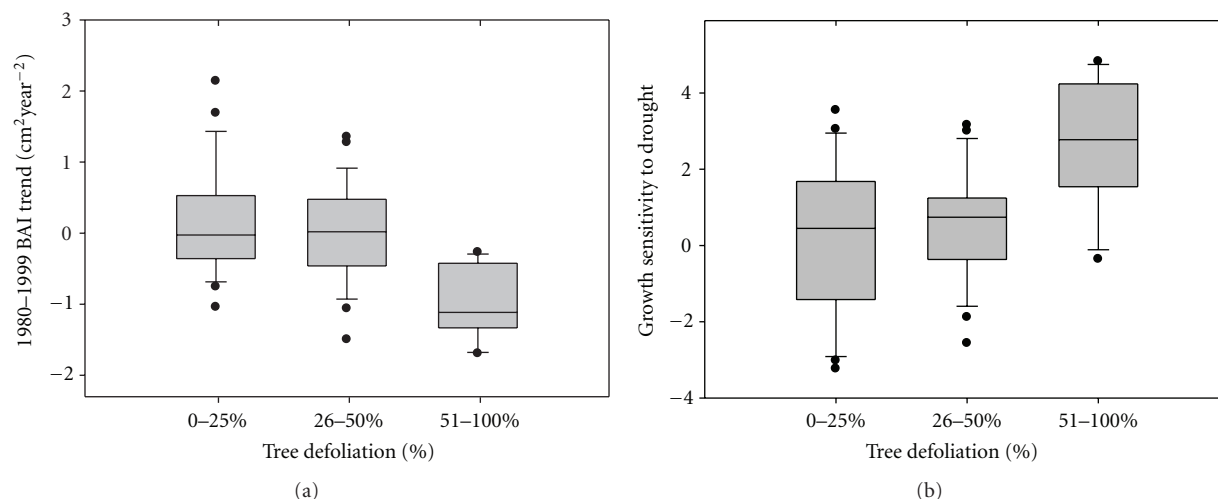 3
2
1
0
−1
−2
1980–1999 BAI trend (cm²year⁻²)
0–25%
26–50%
51–100%
Tree defoliation (%)
(a)
4
2
0
−2
−4
Growth sensitivity to drought
0–25%
26–50%
51–100%
Tree defoliation (%)
(b)